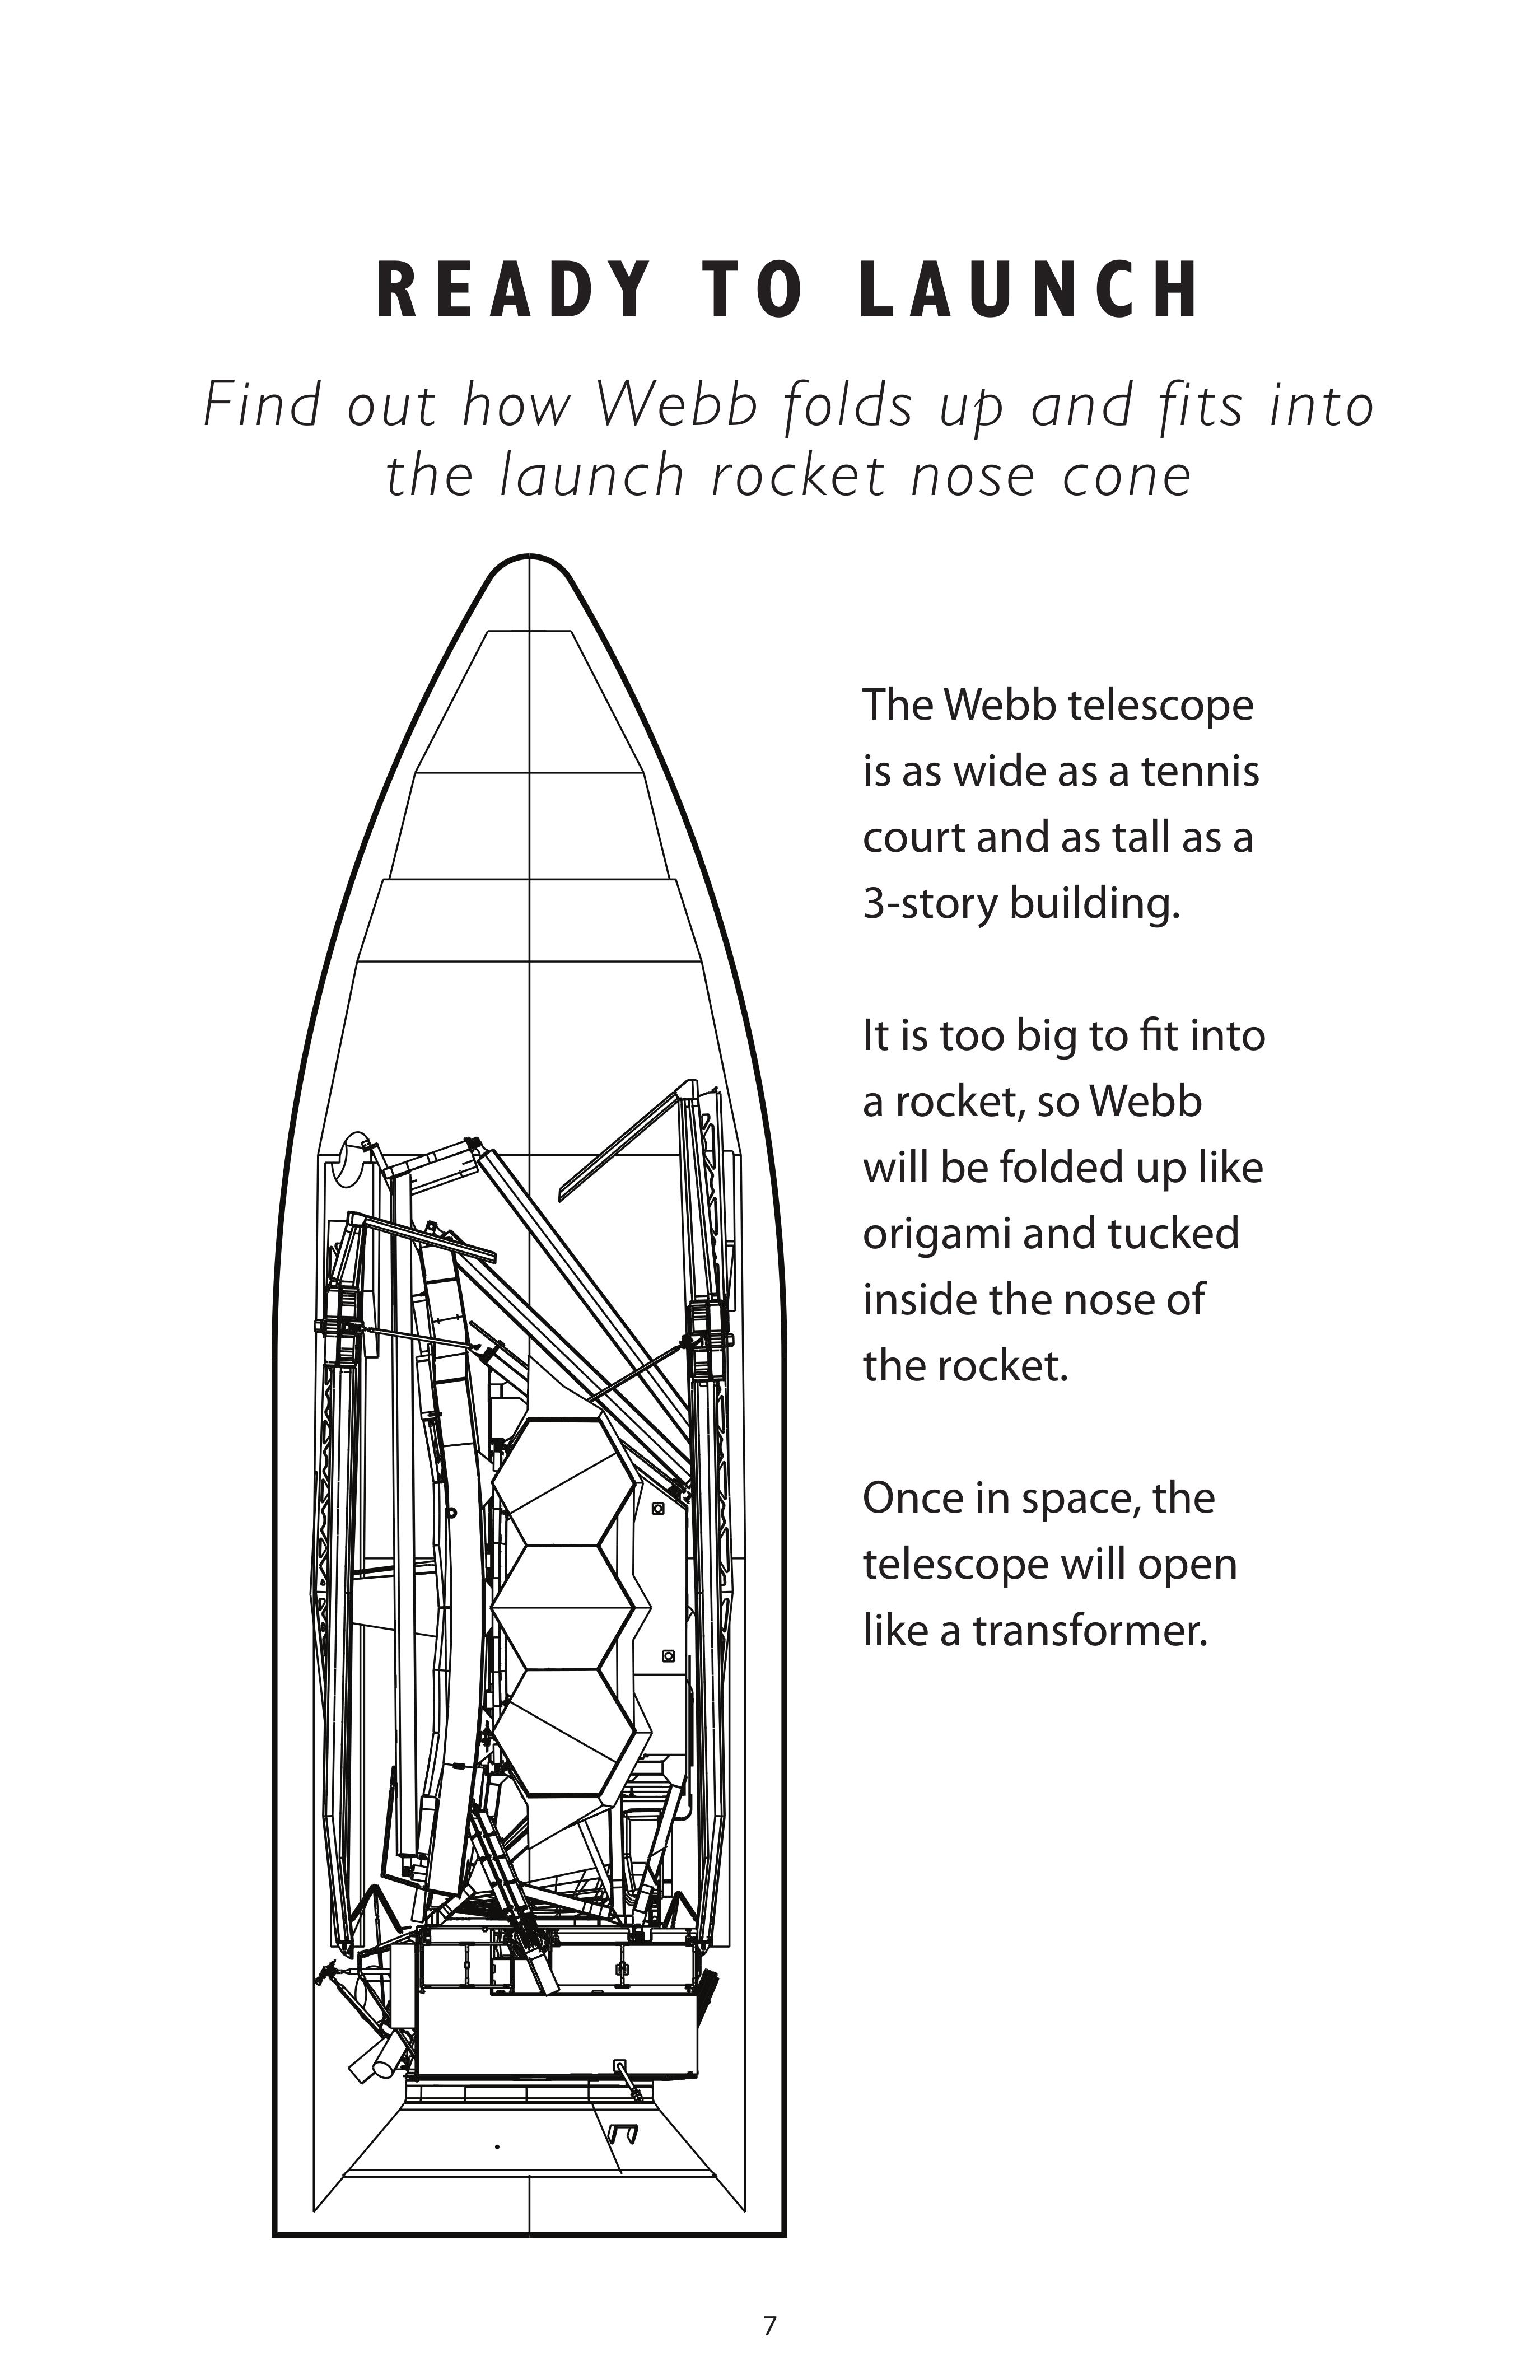 READY TO LAUNCH
Find out how Webb folds up and fits into
the launch rocket nose cone
The Webb telescope
is as wide as a tennis
court and as tall as a
3-story building.
It is too big to fit into
a rocket, so Webb
will be folded up like
origami and tucked
inside the nose of
the rocket.
Once in space, the
telescope will open
like a transformer.
7